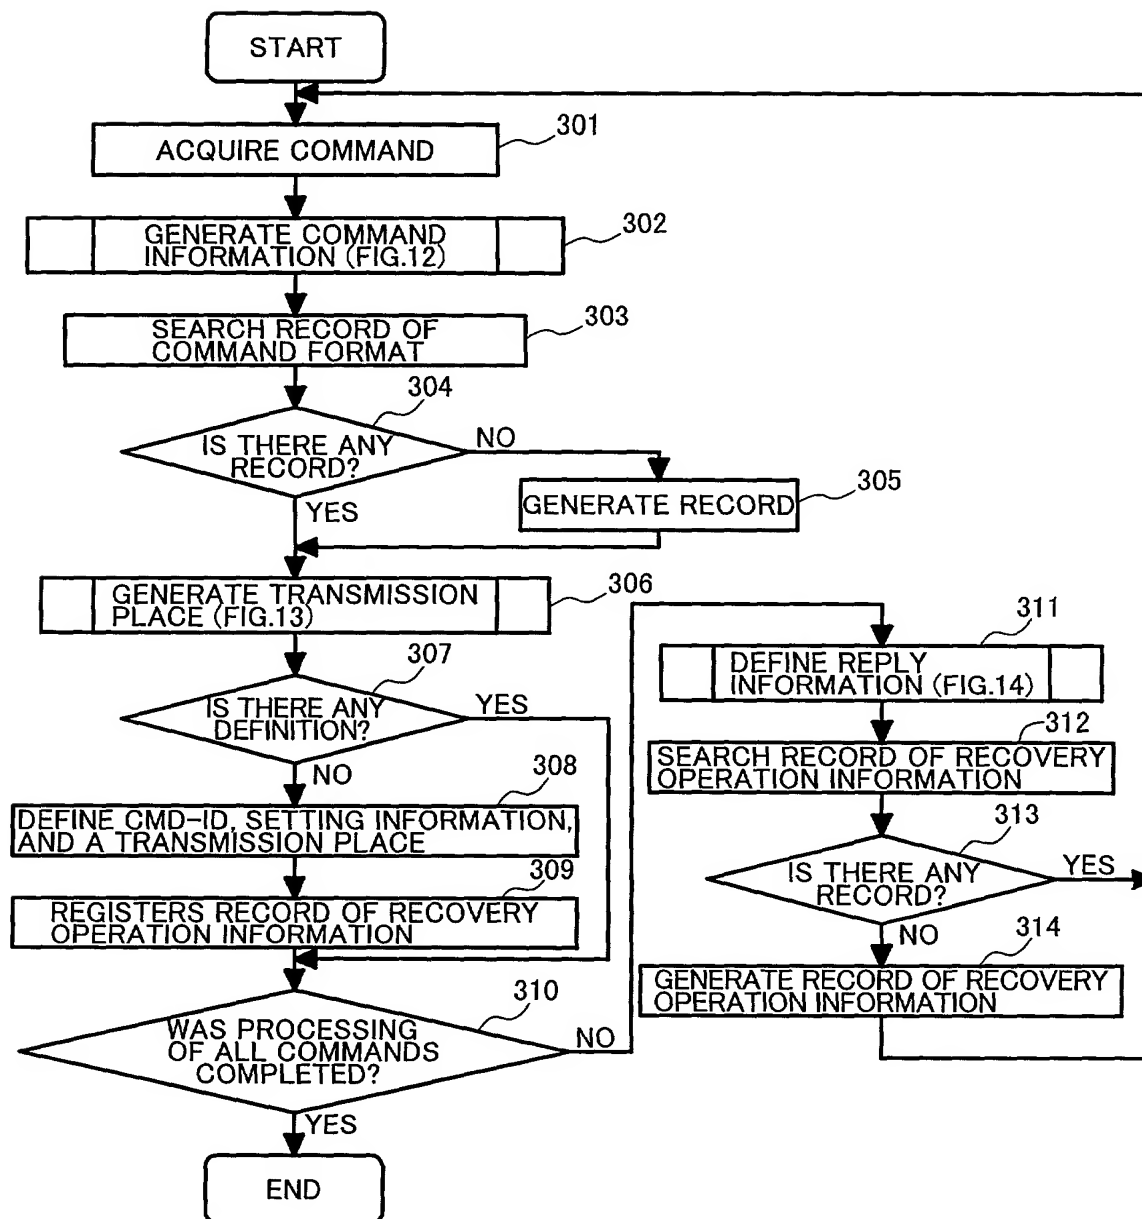 START
301
ACQUIRE COMMAND
302
GENERATE COMMAND
INFORMATION (FIG.12)
303
SEARCH RECORD OF
COMMAND FORMAT
304
IS THERE ANY
RECORD?
NO
YES
305
GENERATE RECORD
306
GENERATE TRANSMISSION
PLACE (FIG.13)
307
IS THERE ANY
DEFINITION?
YES
NO
308
DEFINE CMD-ID, SETTING INFORMATION,
AND A TRANSMISSION PLACE
309
REGISTERS RECORD OF RECOVERY
OPERATION INFORMATION
310
WAS PROCESSING
OF ALL COMMANDS
COMPLETED?
NO
YES
END
311
DEFINE REPLY
INFORMATION (FIG.14)
312
SEARCH RECORD OF RECOVERY
OPERATION INFORMATION
313
IS THERE ANY
RECORD?
YES
NO
314
GENERATE RECORD OF RECOVERY
OPERATION INFORMATION